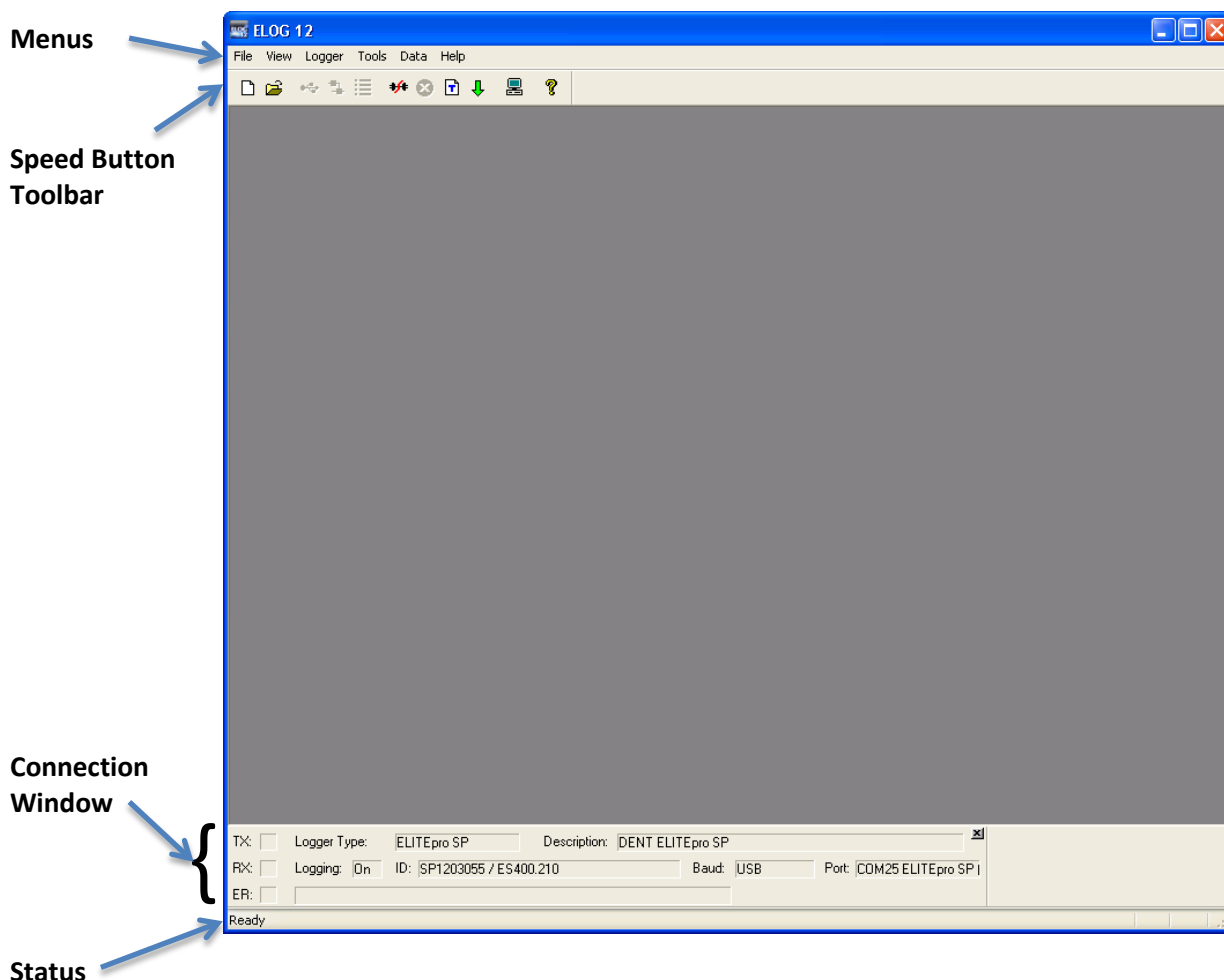 ELOG 12
Menus
File View Logger Tools Data Help
Speed Button
Toolbar
Connection
Window
TX: Logger Type: ELITEpro SP Description: DENT ELITEpro SP
RX: Logging: On ID: SP1203055 / ES400.210 Baud: USB Port: COM25 ELITEpro SP
ER:
Ready
Status